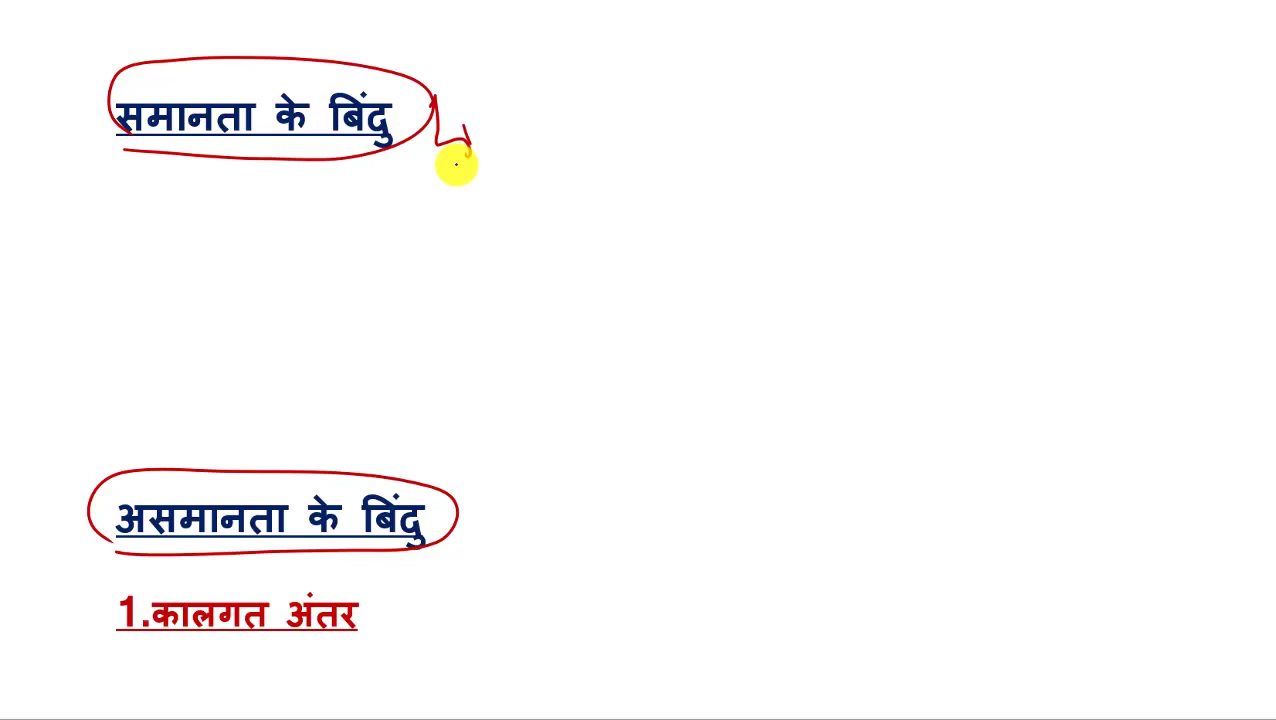 समानता के बिंदु
असमानता के बिंदु
1.कालगत अंतर